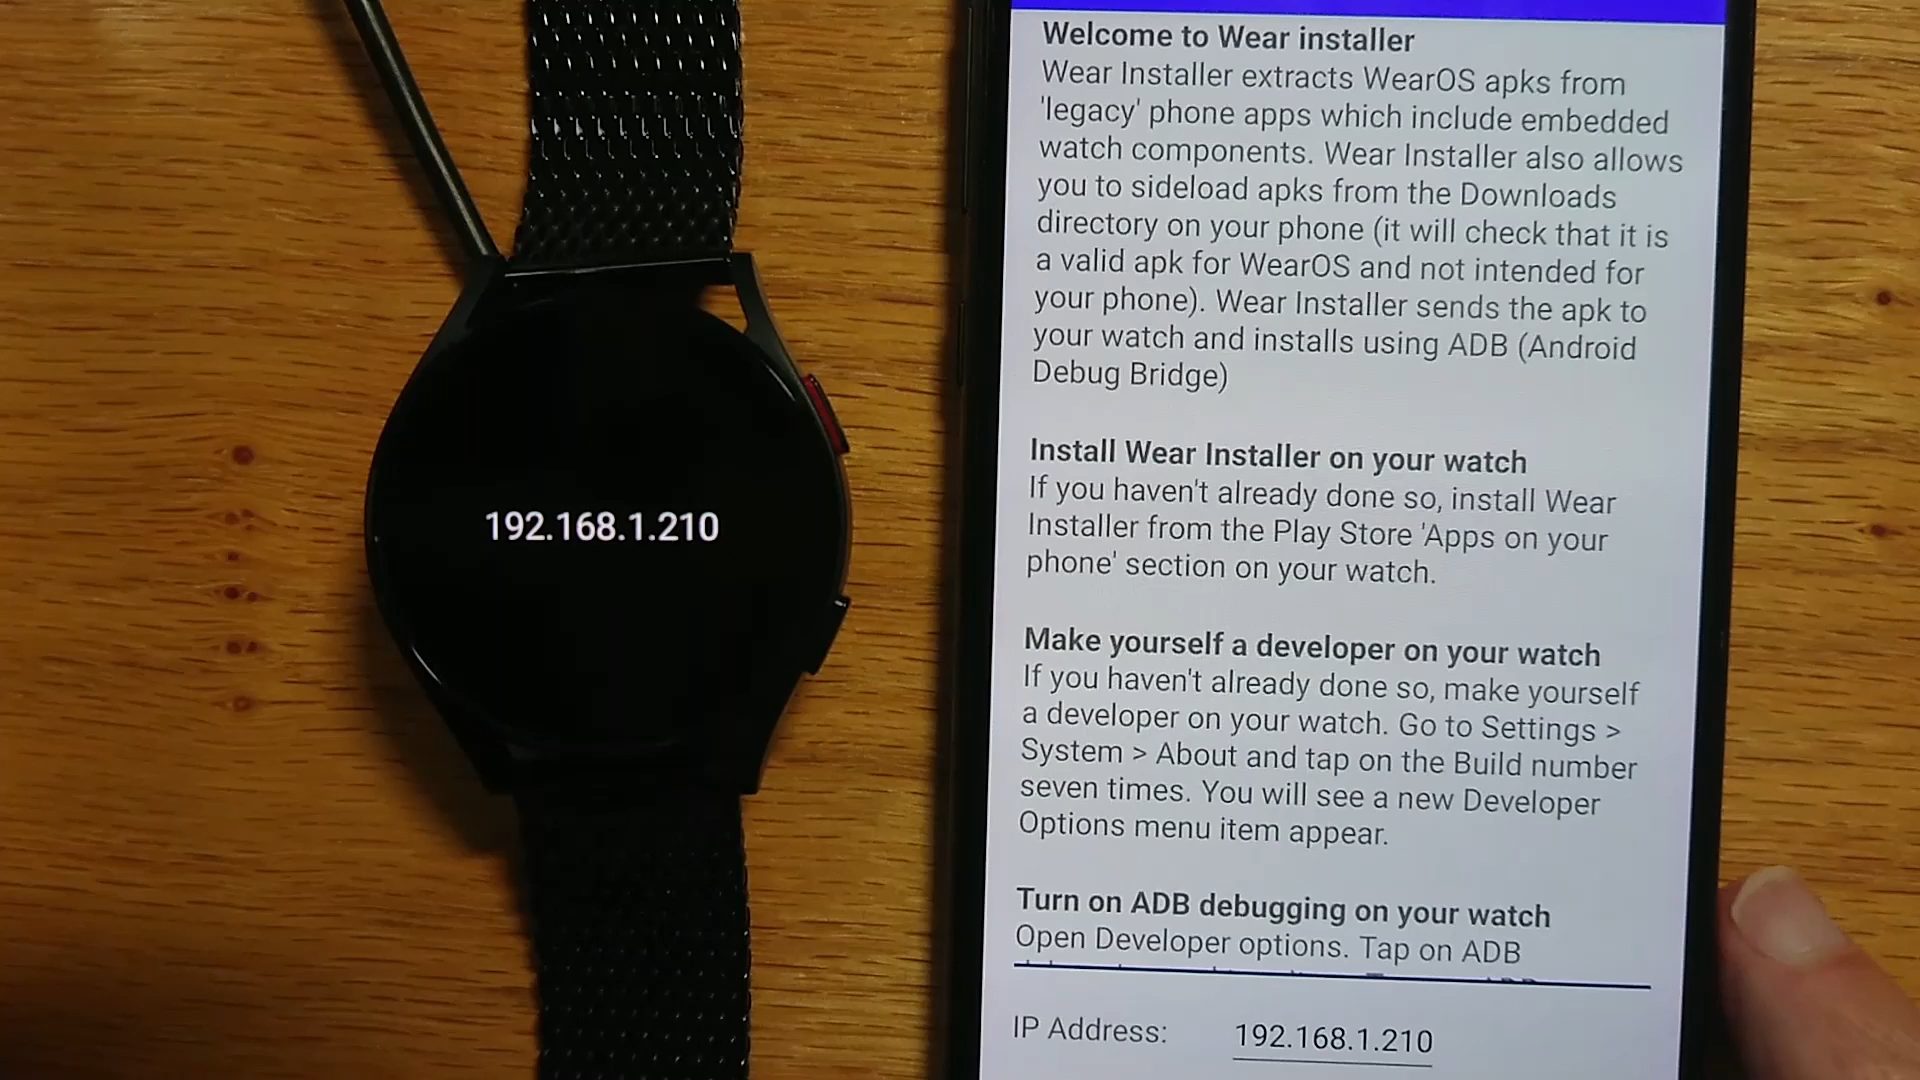 192.168.1.210
Welcome to Wear installer
Wear Installer extracts WearOS apks from
'legacy' phone apps which include embedded
watch components. Wear Installer also allows
you to sideload apks from the Downloads
directory on your phone (it will check that it is
a valid apk for WearOS and not intended for
your phone). Wear Installer sends the apk to
your watch and installs using ADB (Android
Debug Bridge)
Install Wear Installer on your watch
If you haven't already done so, install Wear
Installer from the Play Store 'Apps on your
phone' section on your watch.
Make yourself a developer on your watch
If you haven't already done so, make yourself
a developer on your watch. Go to Settings >
System > About and tap on the Build number
seven times. You will see a new Developer
Options menu item appear.
Turn on ADB debugging on your watch
Open Developer options. Tap on ADB
IP Address: 192.168.1.210